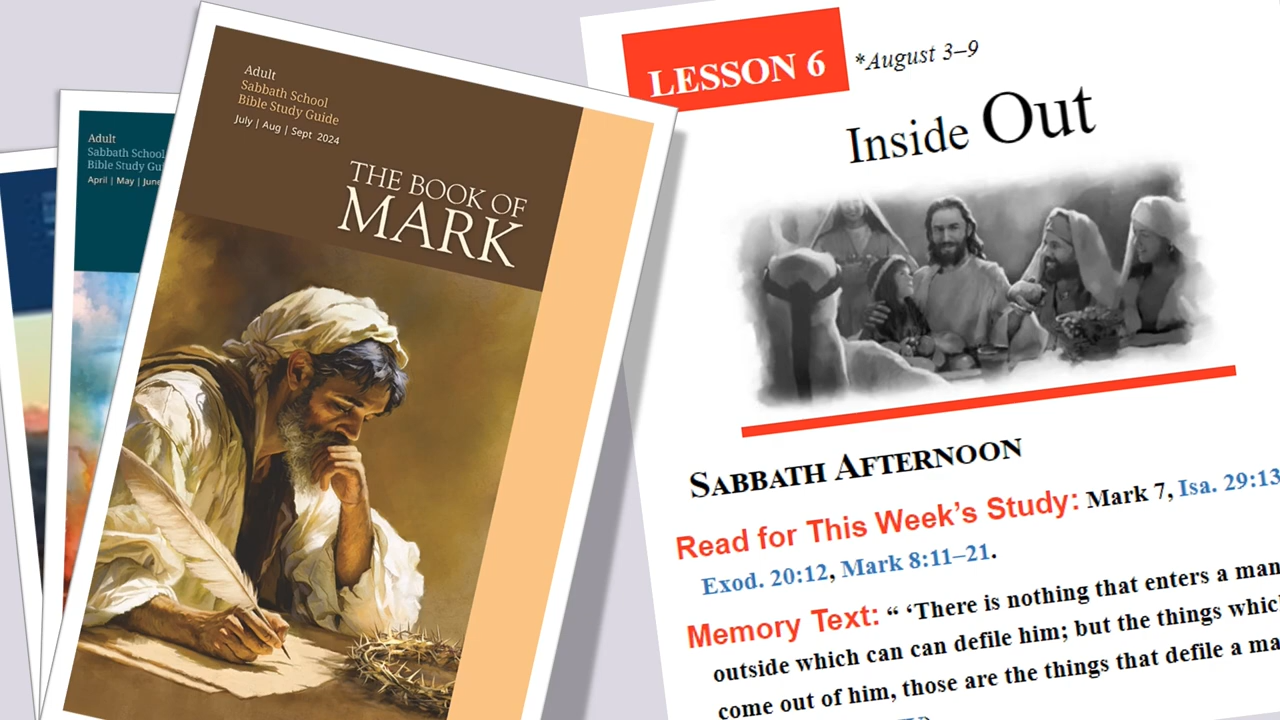 Adult
Sabbath School
Bible Study Gu
April | May | June
Adult
Sabbath School
Bible Study Guide
July | Aug | Sept 2024
THE BOOK OF
MARK
LESSON 6
*August 3–9
Inside Out
SABBATH AFTERNOON
Read for This Week’s Study: Mark 7, Isa. 29:13
Exod. 20:12, Mark 8:11–21.
Memory Text: “ ‘There is nothing that enters a man
outside which can can defile him; but the things which
come out of him, those are the things that defile a ma